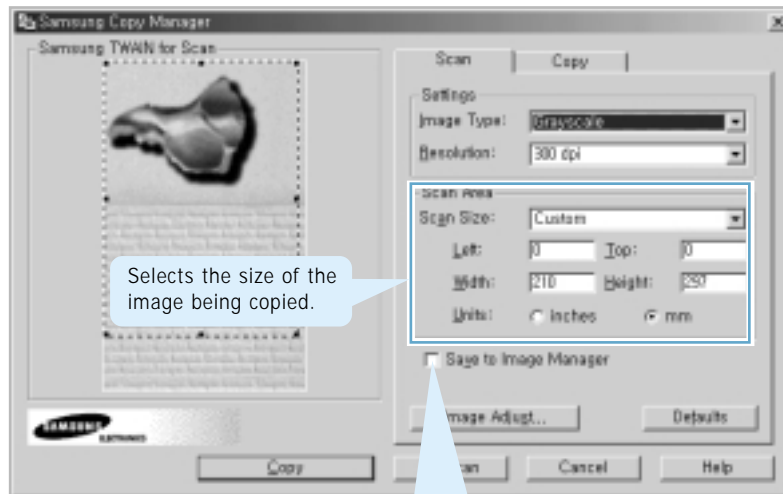 Samsung Copy Manager
Samsung TWAIN for Scan
Scan Copy
Settings
Image Type: Grayscale
Resolution: 300 dpi
Scan Area
Scan Size: Custom
Left: 0 Top: 0
Width: 210 Height: 297
Units: inches mm
Selects the size of the
image being copied.
Save to Image Manager
Image Adjust... Defaults
SAMSUNG
ELECTRONICS
Copy Scan Cancel Help